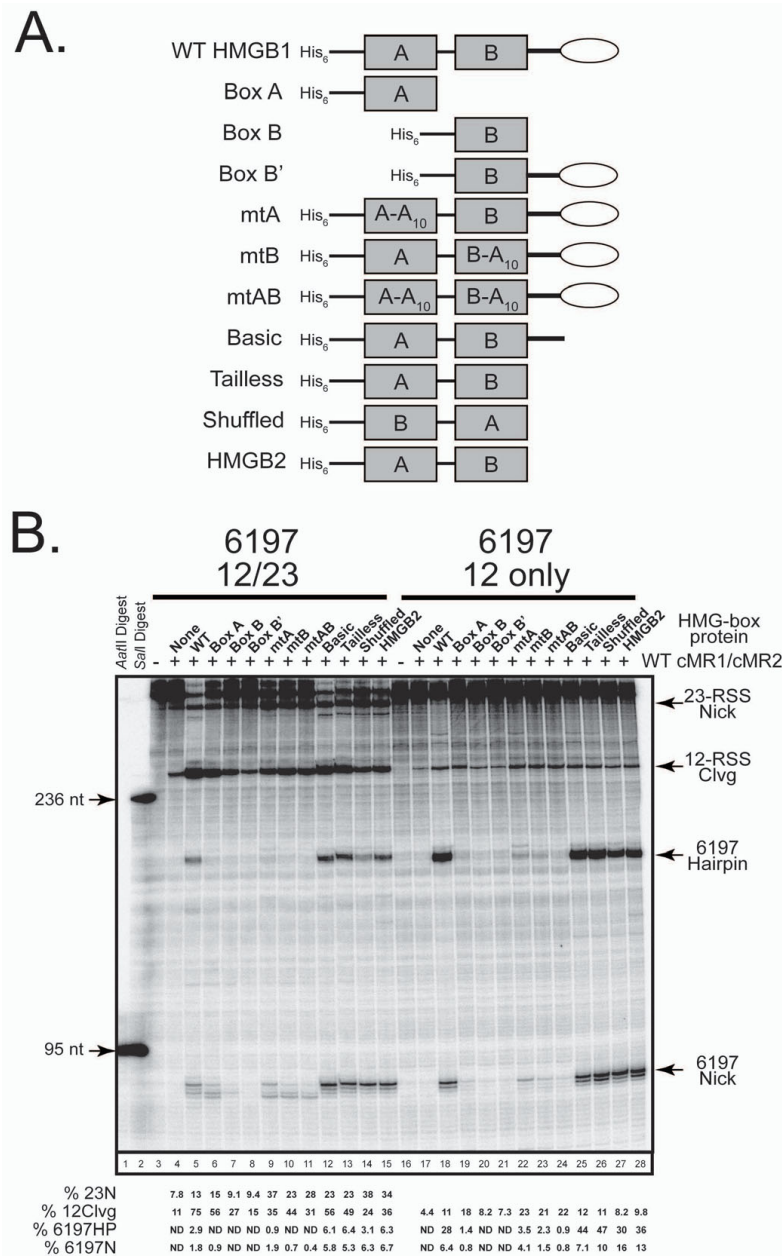 A.
WT HMGB1 His6 A B
Box A His6 A
Box B His6 B
Box B' His6 B
mtA His6 A-A10 B
mtB His6 A B-A10
mtAB His6 A-A10 B-A10
Basic His6 A B
Tailless His6 A B
Shuffled His6 B A
HMGB2 His6 A B
B.
6197 6197
12/23 12 only
AatII Digest SalI Digest - None WT Box A Box B Box B' mtA mtB mtAB Basic Tailless Shuffled HMGB2 - None WT Box A Box B Box B' mtA mtB mtAB Basic Tailless Shuffled HMGB2 HMG-box protein
+ + + + + + + + + + + + + + + + + + + + + + + + WT cMR1/cMR2
23-RSS
Nick
12-RSS
Clvg
236 nt
6197
Hairpin
95 nt
6197
Nick
1 2 3 4 5 6 7 8 9 10 11 12 13 14 15 16 17 18 19 20 21 22 23 24 25 26 27 28
% 23N 7.8 13 15 9.1 9.4 37 23 28 23 23 38 34
% 12Clvg 11 75 56 27 15 35 44 31 56 49 24 36 4.4 11 18 8.2 7.3 23 21 22 12 11 8.2 9.8
% 6197HP ND 2.9 ND ND ND 0.9 ND ND 6.1 6.4 3.1 6.3 ND 28 1.4 ND ND 3.5 2.3 0.9 44 47 30 36
% 6197N ND 1.8 0.9 ND ND 1.9 0.7 0.4 5.8 5.3 6.3 6.7 ND 6.4 0.8 ND ND 4.1 1.5 0.8 7.1 10 16 13